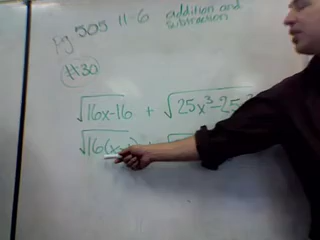 pg 505 11-6 addition and subtraction
#30
√16x-16 + √25x³-25
√16(x-